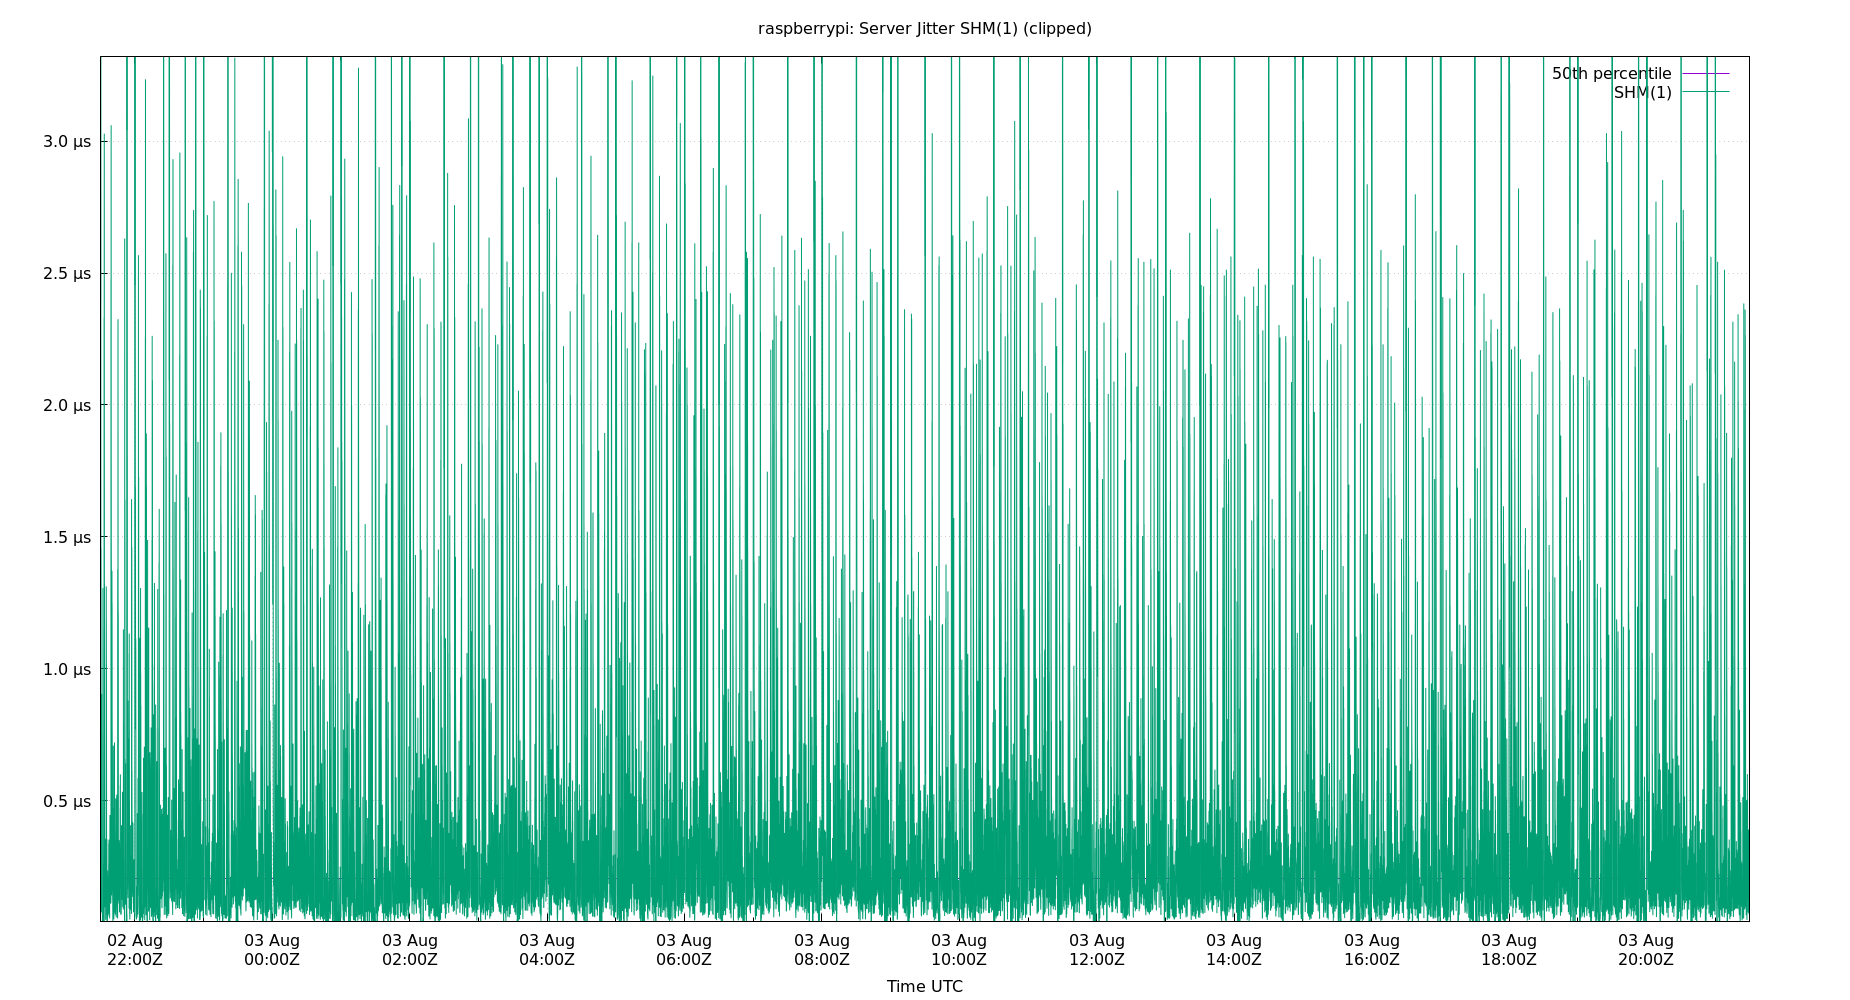 raspberrypi: Server Jitter SHM(1) (clipped)
50th percentile
SHM(1)
3.0 µs
2.5 µs
2.0 µs
1.5 µs
1.0 µs
0.5 µs
02 Aug 03 Aug 03 Aug 03 Aug 03 Aug 03 Aug 03 Aug 03 Aug 03 Aug 03 Aug 03 Aug 03 Aug
22:00Z 00:00Z 02:00Z 04:00Z 06:00Z 08:00Z 10:00Z 12:00Z 14:00Z 16:00Z 18:00Z 20:00Z
Time UTC